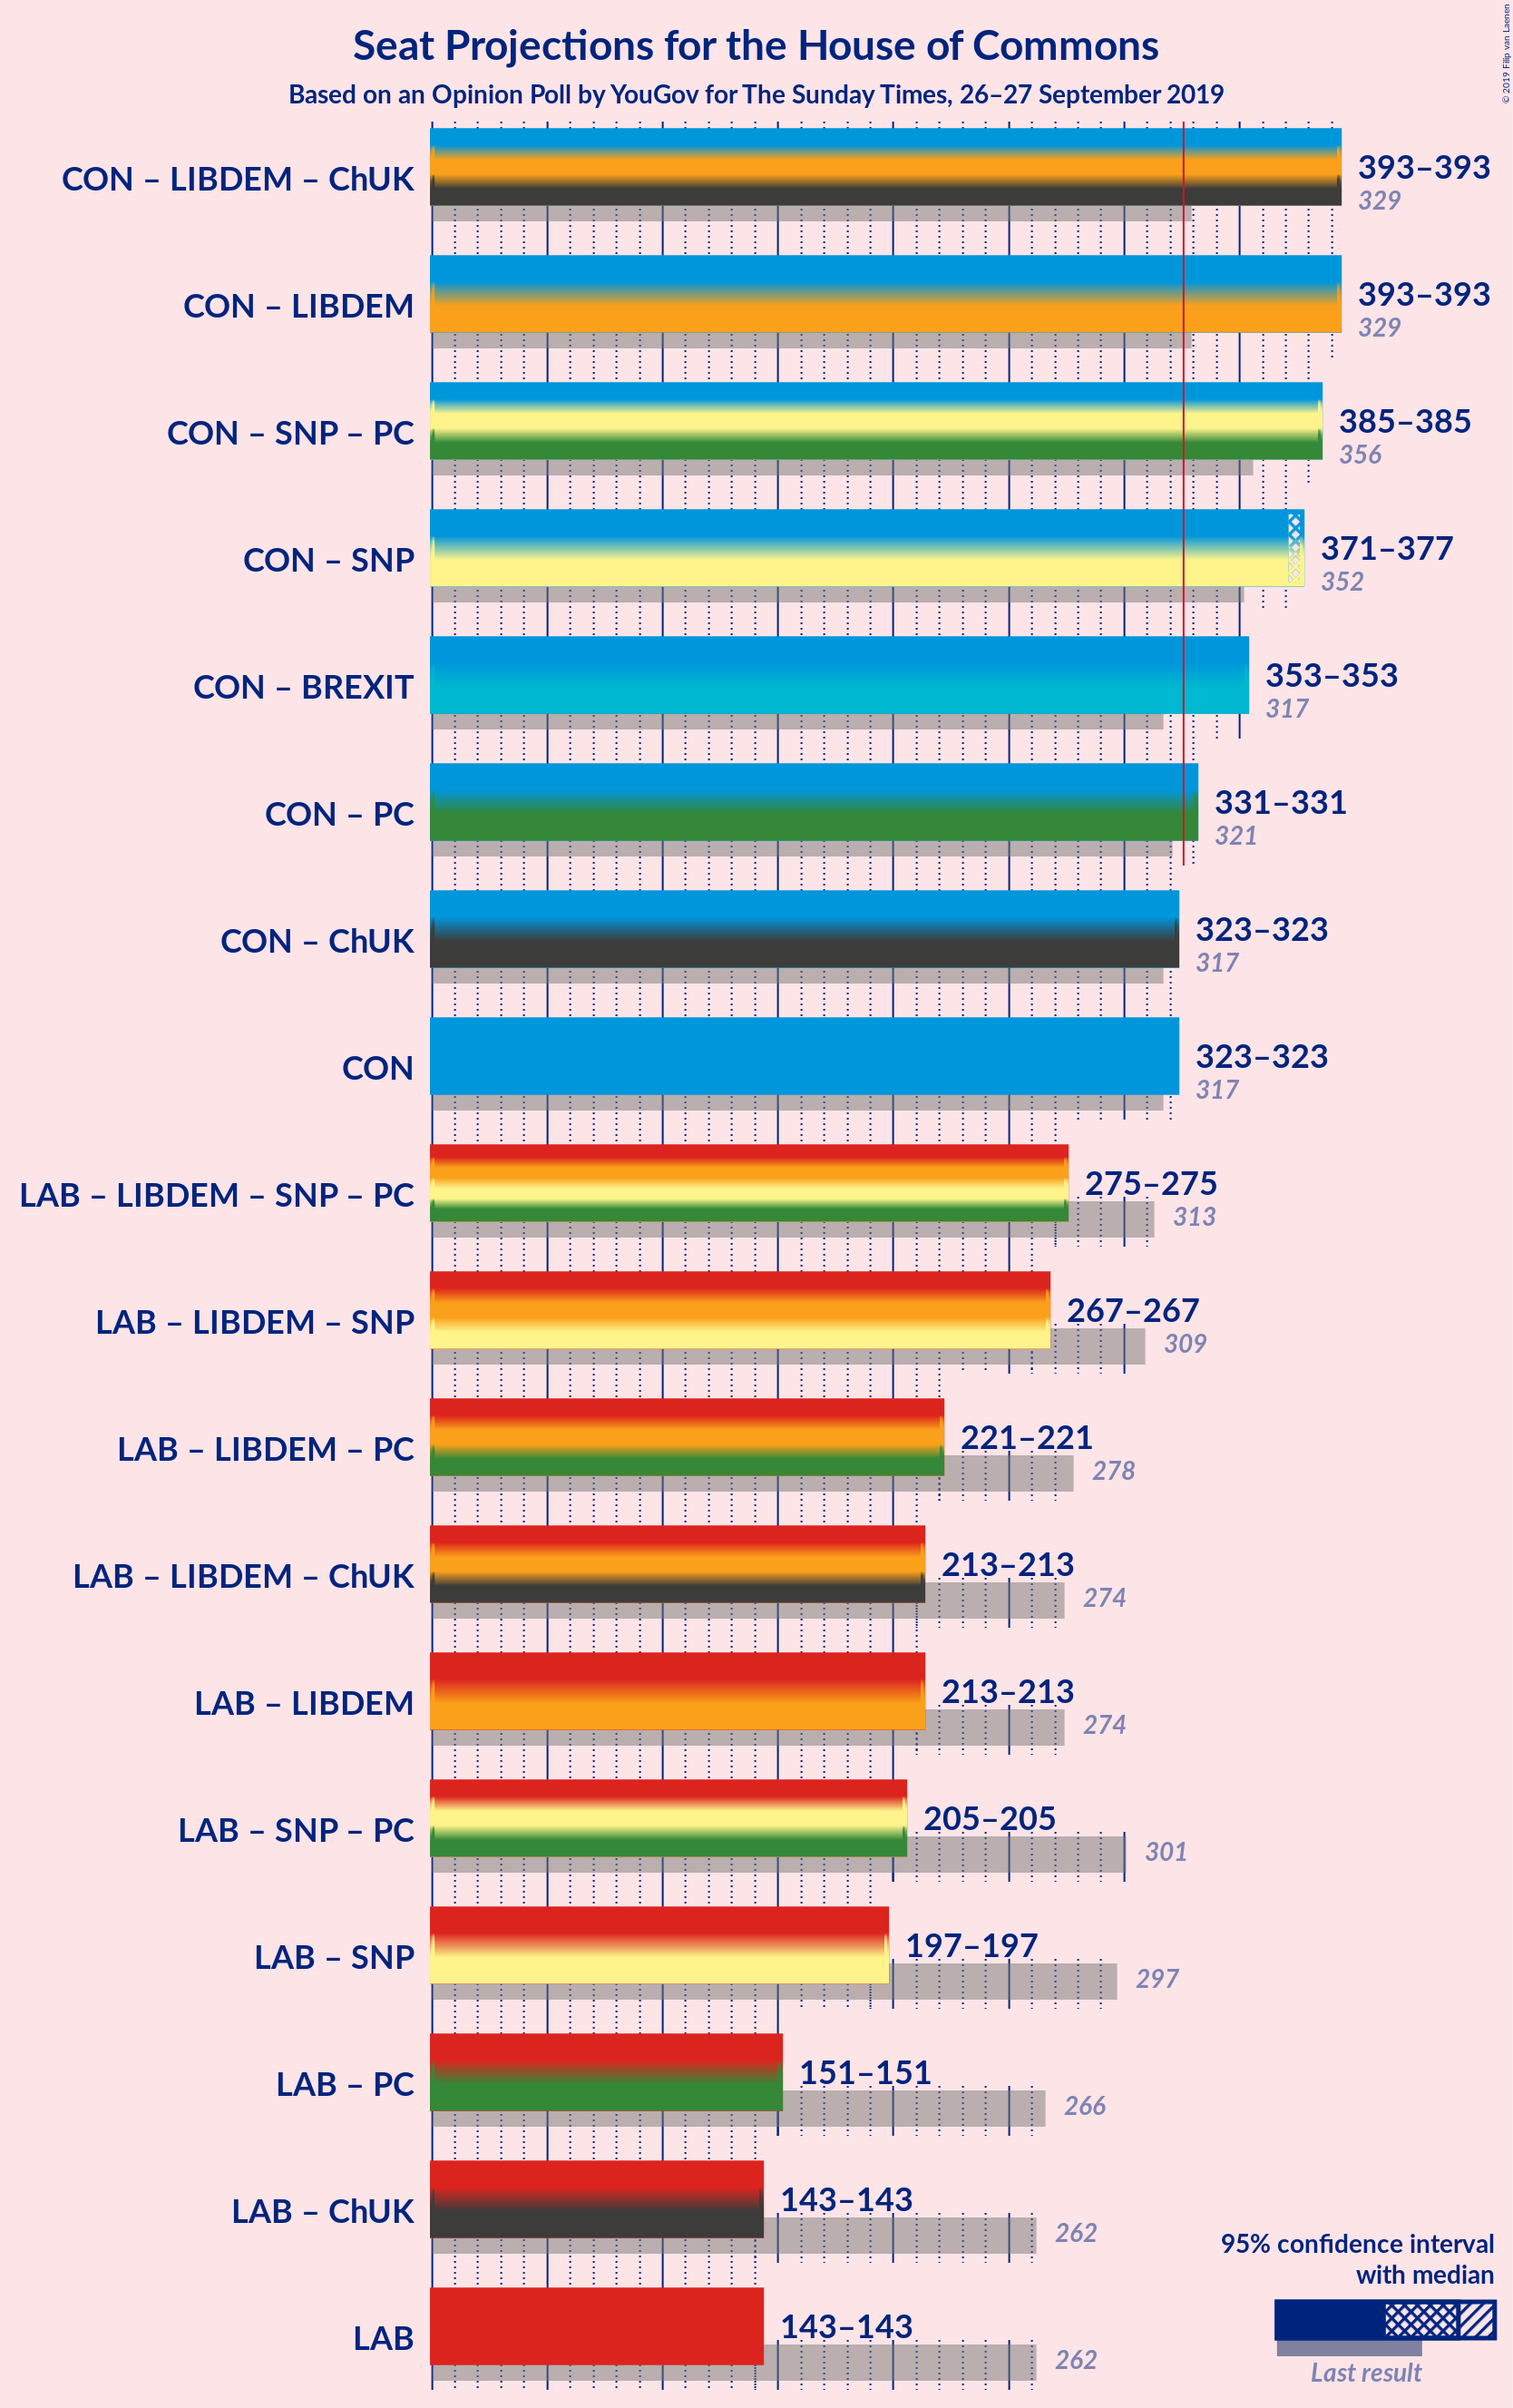 Seat Projections for the House of Commons
Based on an Opinion Poll by YouGov for The Sunday Times, 26–27 September 2019
© 2019 Filip van Laenen
CON – LIBDEM – ChUK
393–393
329
CON – LIBDEM
393–393
329
CON – SNP – PC
385–385
356
CON – SNP
371–377
352
CON – BREXIT
353–353
317
CON – PC
331–331
321
CON – ChUK
323–323
317
CON
323–323
317
LAB – LIBDEM – SNP – PC
275–275
313
LAB – LIBDEM – SNP
267–267
309
LAB – LIBDEM – PC
221–221
278
LAB – LIBDEM – ChUK
213–213
274
LAB – LIBDEM
213–213
274
LAB – SNP – PC
205–205
301
LAB – SNP
197–197
297
LAB – PC
151–151
266
LAB – ChUK
143–143
262
LAB
143–143
262
95% confidence interval
with median
Last result